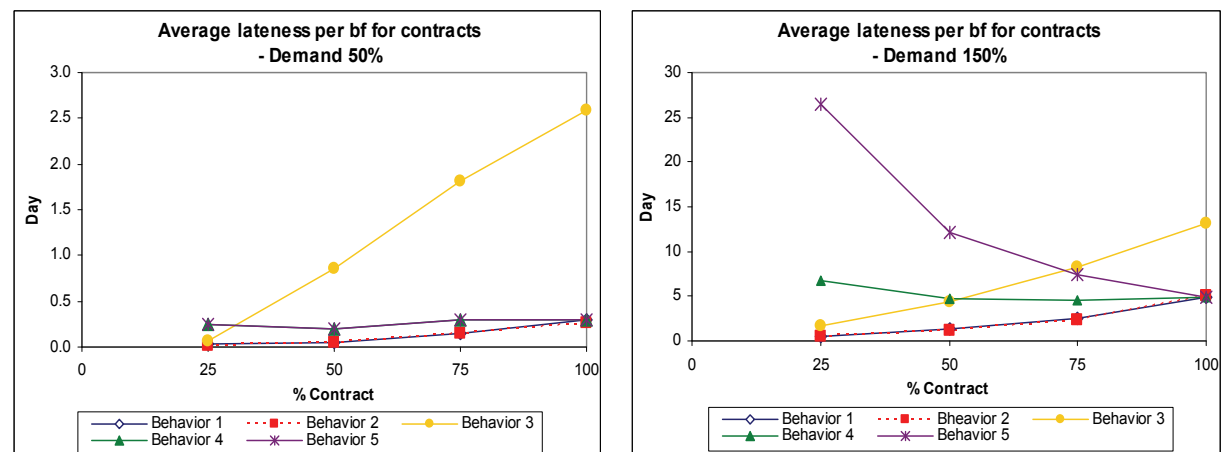 Average lateness per bf for contracts
- Demand 50%
3.0
2.5
2.0
1.5
1.0
0.5
0.0
Day
0 25 50 75 100
% Contract
Behavior 1 Behavior 2 Behavior 3
Behavior 4 Behavior 5
Average lateness per bf for contracts
- Demand 150%
30
25
20
15
10
5
0
Day
0 25 50 75 100
% Contract
Behavior 1 Bheavior 2 Behavior 3
Behavior 4 Behavior 5